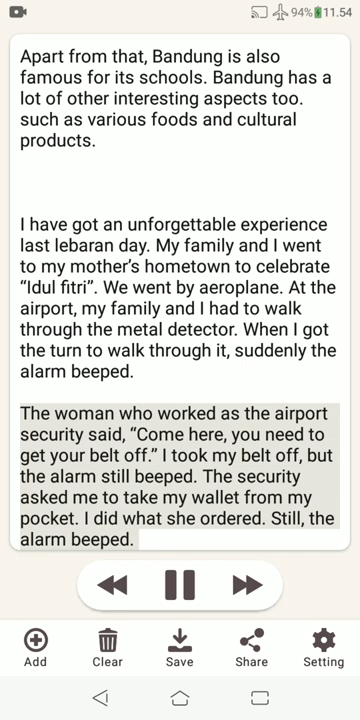 94% 11.54
Apart from that, Bandung is also
famous for its schools. Bandung has a
lot of other interesting aspects too.
such as various foods and cultural
products.
I have got an unforgettable experience
last lebaran day. My family and I went
to my mother’s hometown to celebrate
“Idul fitri”. We went by aeroplane. At the
airport, my family and I had to walk
through the metal detector. When I got
the turn to walk through it, suddenly the
alarm beeped.
The woman who worked as the airport
security said, “Come here, you need to
get your belt off.” I took my belt off, but
the alarm still beeped. The security
asked me to take my wallet from my
pocket. I did what she ordered. Still, the
alarm beeped.
Add Clear Save Share Setting